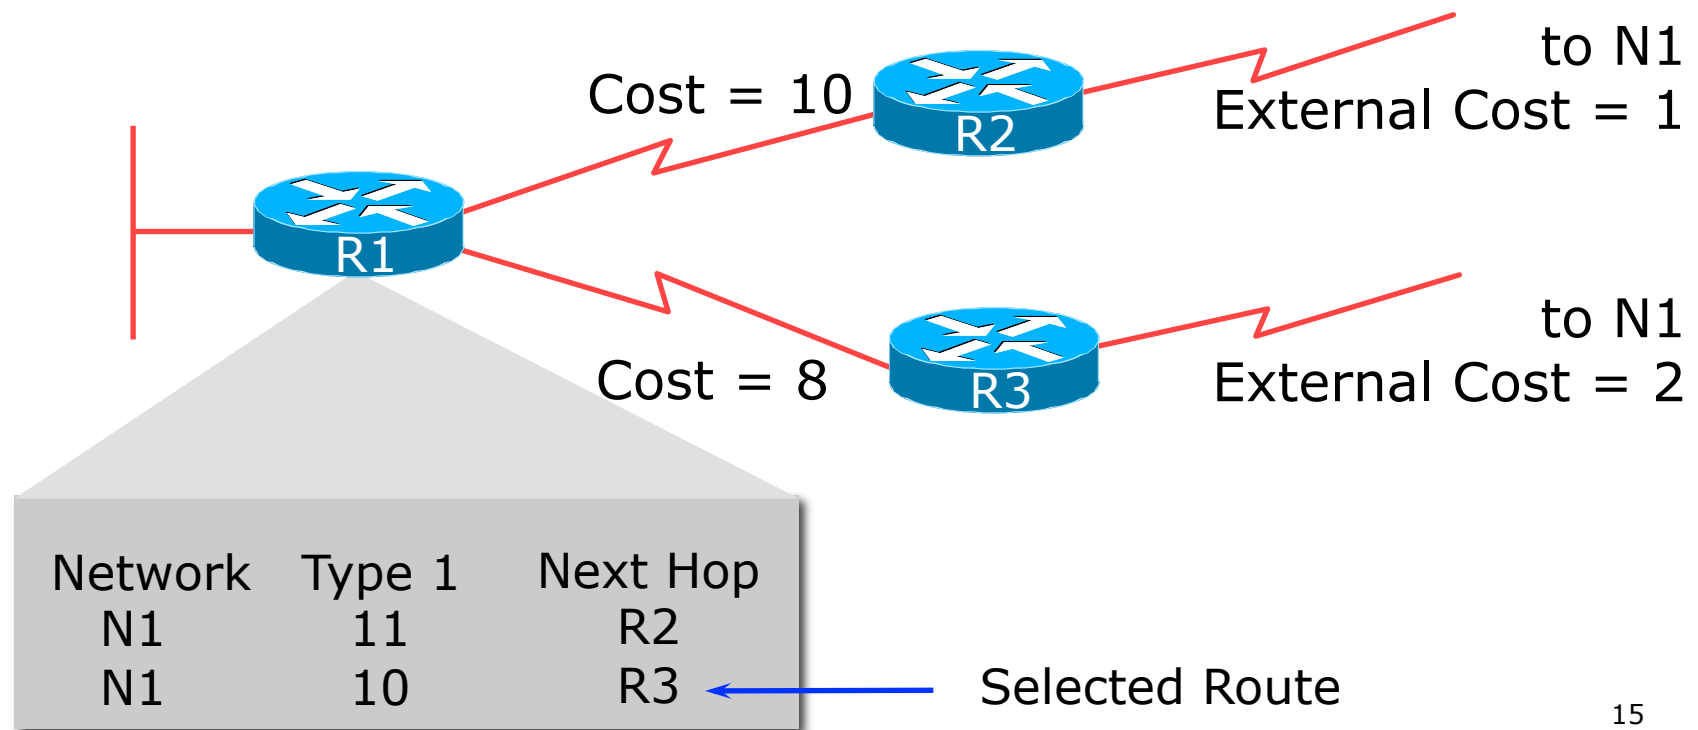 to N1
Cost = 10
External Cost = 1
R2
R1
to N1
Cost = 8
External Cost = 2
R3
Network Type 1 Next Hop
N1 11 R2
N1 10 R3
Selected Route
15